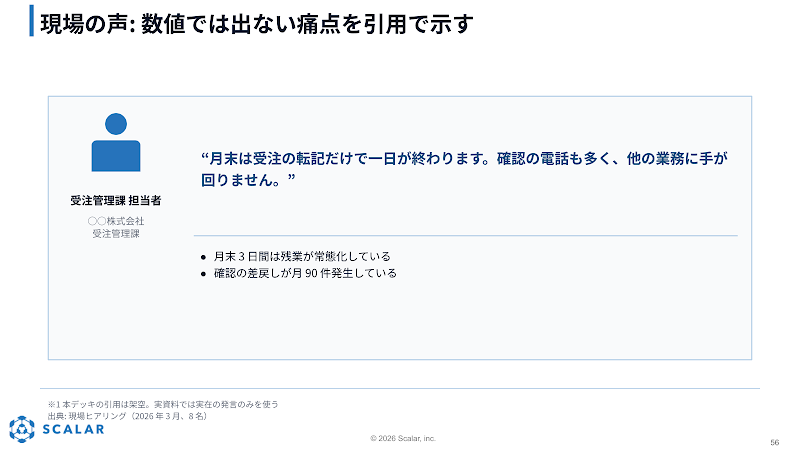 現場の声: 数値では出ない痛点を引用で示す
受注管理課 担当者
○○株式会社
受注管理課
“月末は受注の転記だけで一日が終わります。確認の電話も多く、他の業務に手が
回りません。”
● 月末 3 日間は残業が常態化している
● 確認の差戻しが月 90 件発生している
※1 本デッキの引用は架空。実資料では実在の発言のみを使う
出典: 現場ヒアリング（2026 年 3 月、8 名）
SCALAR
© 2026 Scalar, inc.
56